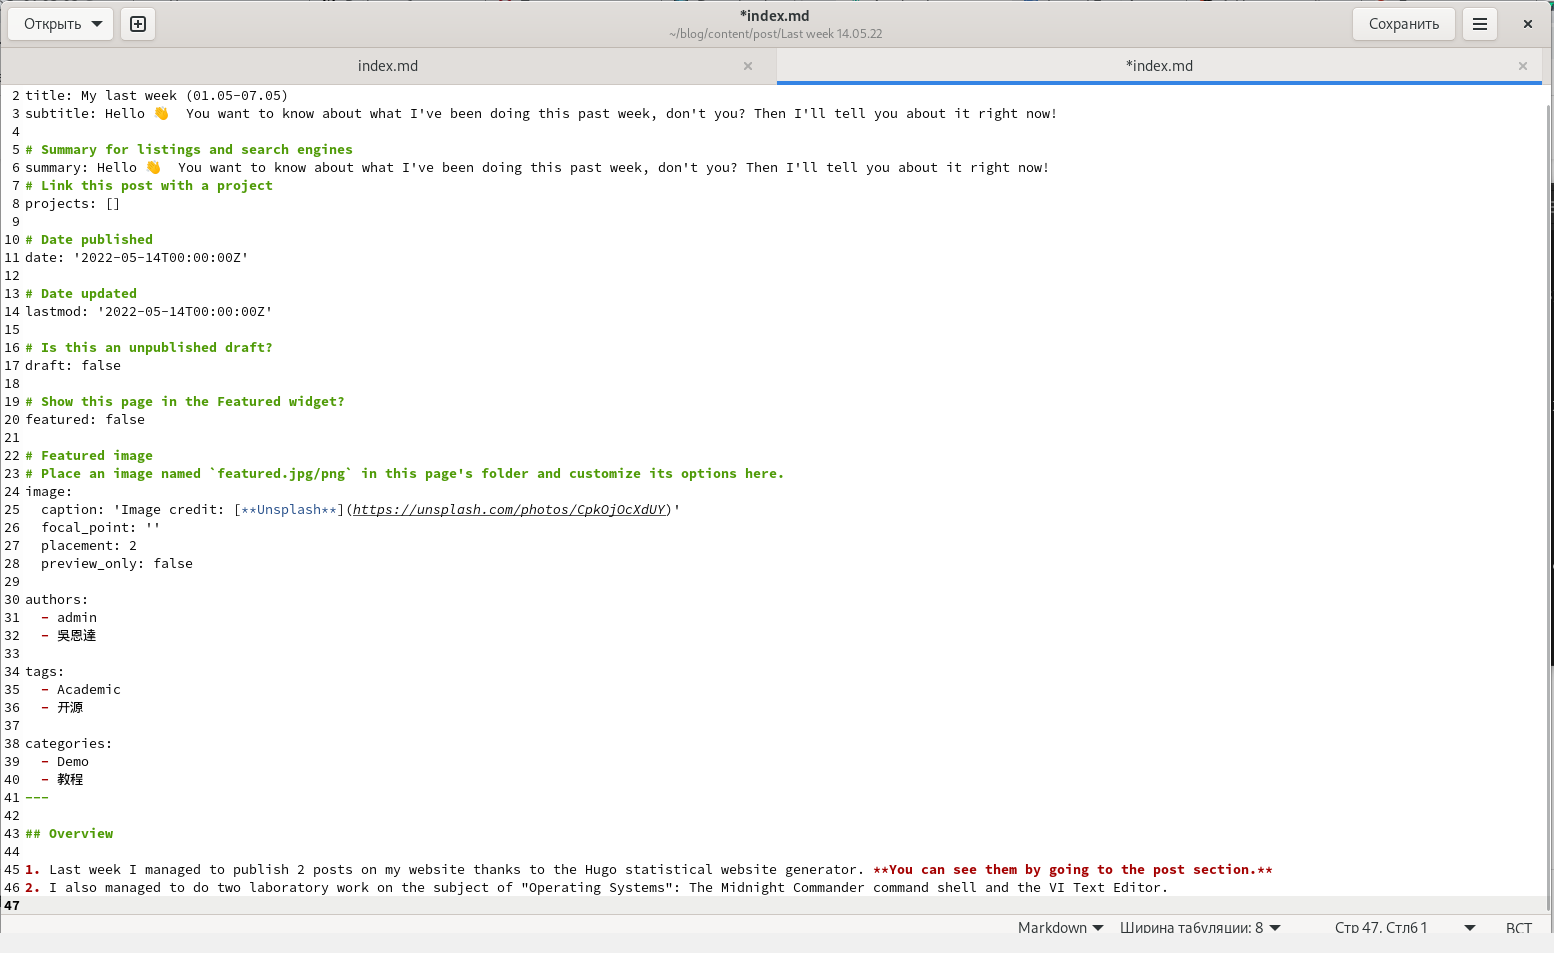 Открыть
*index.md
~/blog/content/post/Last week 14.05.22
Сохранить
index.md
*index.md
2 title: My last week (01.05-07.05)
3 subtitle: Hello 👋  You want to know about what I've been doing this past week, don't you? Then I'll tell you about it right now!
4
5 # Summary for listings and search engines
6 summary: Hello 👋  You want to know about what I've been doing this past week, don't you? Then I'll tell you about it right now!
7 # Link this post with a project
8 projects: []
9
10 # Date published
11 date: '2022-05-14T00:00:00Z'
12
13 # Date updated
14 lastmod: '2022-05-14T00:00:00Z'
15
16 # Is this an unpublished draft?
17 draft: false
18
19 # Show this page in the Featured widget?
20 featured: false
21
22 # Featured image
23 # Place an image named `featured.jpg/png` in this page's folder and customize its options here.
24 image:
25   caption: 'Image credit: [**Unsplash**](https://unsplash.com/photos/CpkOjOcXdUY)'
26   focal_point: ''
27   placement: 2
28   preview_only: false
29
30 authors:
31   - admin
32   - 吳恩達
33
34 tags:
35   - Academic
36   - 开源
37
38 categories:
39   - Demo
40   - 教程
41 ---
42
43 ## Overview
44
45 1. Last week I managed to publish 2 posts on my website thanks to the Hugo statistical website generator. **You can see them by going to the post section.**
46 2. I also managed to do two laboratory work on the subject of "Operating Systems": The Midnight Commander command shell and the VI Text Editor.
47
Markdown Ширина табуляции: 8 Стр 47, Стлб 1 ВСТ